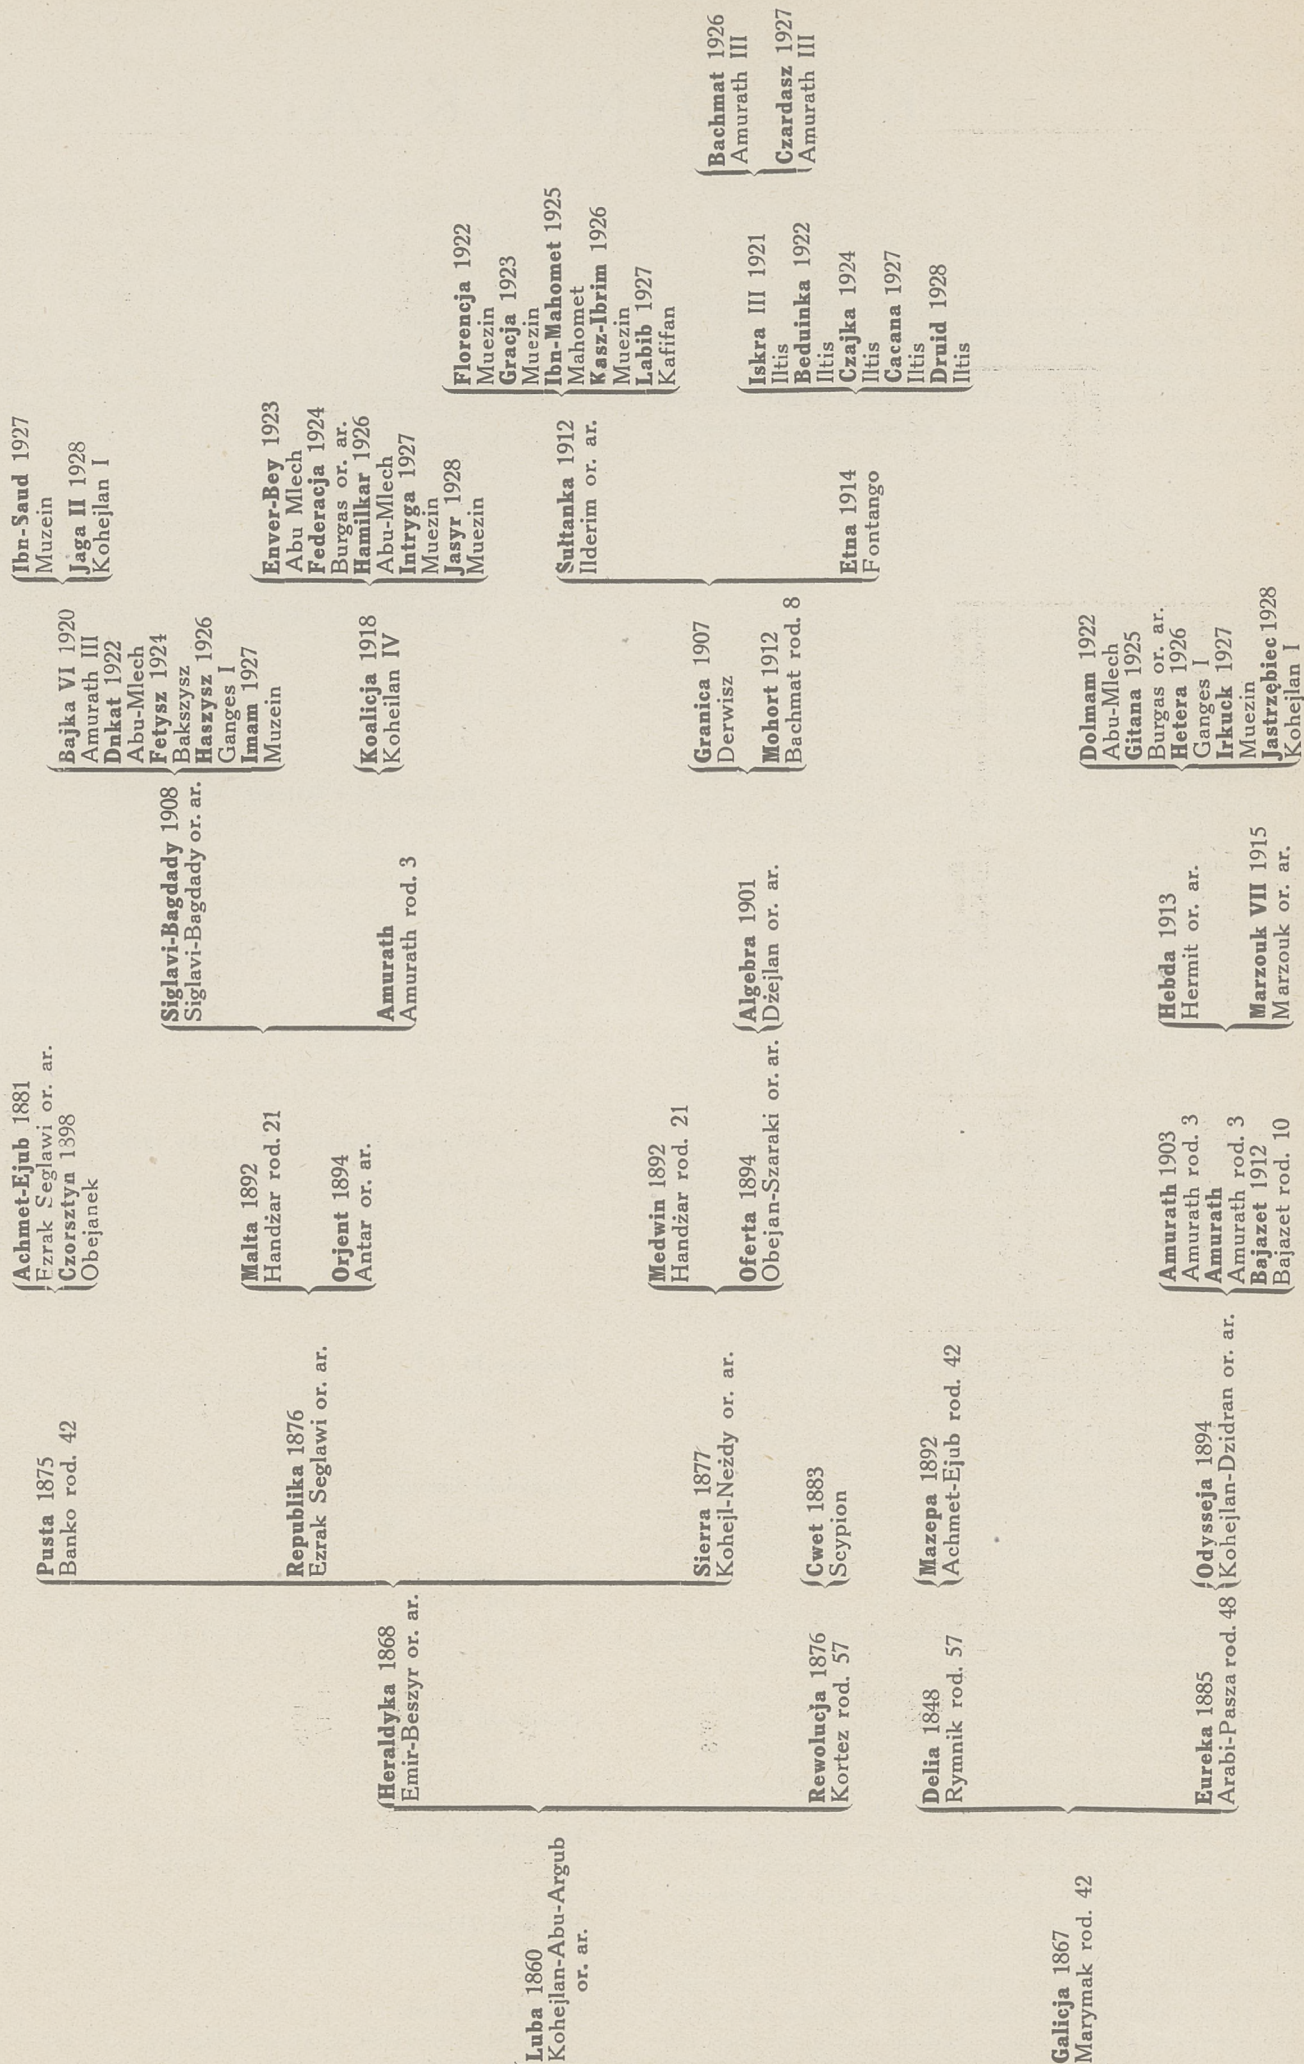 Luba 1860
Kohejlan-Abu-Argub
or. ar.
Galicja 1867
Marymak rod. 42
Heraldyka 1868
Emir-Beszyr or. ar.
Rewolucja 1876
Kortez rod. 57
Delia 1848
Rymnik rod. 57
Eureka 1885
Arabi-Pasza rod. 48
Pusta 1875
Banko rod. 42
Republika 1876
Ezrak Seglawi or. ar.
Sierra 1877
Kohejl-Neżdy or. ar.
Cwet 1883
Scypion
Mazepa 1892
Achmet-Ejub rod. 42
Odysseja 1894
Kohejlan-Dzidran or. ar.
Achmet-Ejub 1881
Ezrak Seglawi or. ar.
Czorsztyn 1898
Obejanek
Malta 1892
Handżar rod. 21
Orjent 1894
Antar or. ar.
Medwin 1892
Handżar rod. 21
Oferta 1894
Obejan-Szaraki or. ar.
Amurath 1903
Amurath rod. 3
Amurath
Amurath rod. 3
Bajazet 1912
Bajazet rod. 10
Siglavi-Bagdady 1908
Siglavi-Bagdady or. ar.
Amurath
Amurath rod. 3
Algebra 1901
Dżejlan or. ar.
Hebda 1913
Hermit or. ar.
Marzouk VII 1915
Marzouk or. ar.
Bajka VI 1920
Amurath III
Dnkat 1922
Abu-Mlech
Fetysz 1924
Bakszysz
Haszysz 1926
Ganges I
Imam 1927
Muzein
Koalicja 1918
Koheilan IV
Granica 1907
Derwisz
Mohort 1912
Bachmat rod. 8
Dolmam 1922
Abu-Mlech
Gitana 1925
Burgas or. ar.
Hetera 1926
Ganges I
Irkuck 1927
Muezin
Jastrzębiec 1928
Kohejlan I
Ibn-Saud 1927
Muzein
Jaga II 1928
Kohejlan I
Enver-Bey 1923
Abu Mlech
Federacja 1924
Burgas or. ar.
Hamilkar 1926
Abu-Mlech
Intryga 1927
Muezin
Jasyr 1928
Muezin
Sułtanka 1912
Ilderim or. ar.
Etna 1914
Fontango
Florencja 1922
Muezin
Gracja 1923
Muezin
Ibn-Mahomet 1925
Mahomet
Kasz-Ibrim 1926
Muezin
Labib 1927
Kafifan
Iskra III 1921
Iltis
Beduinka 1922
Iltis
Czajka 1924
Iltis
Cacana 1927
Iltis
Druid 1928
Iltis
Bachmat 1926
Amurath III
Czardasz 1927
Amurath III